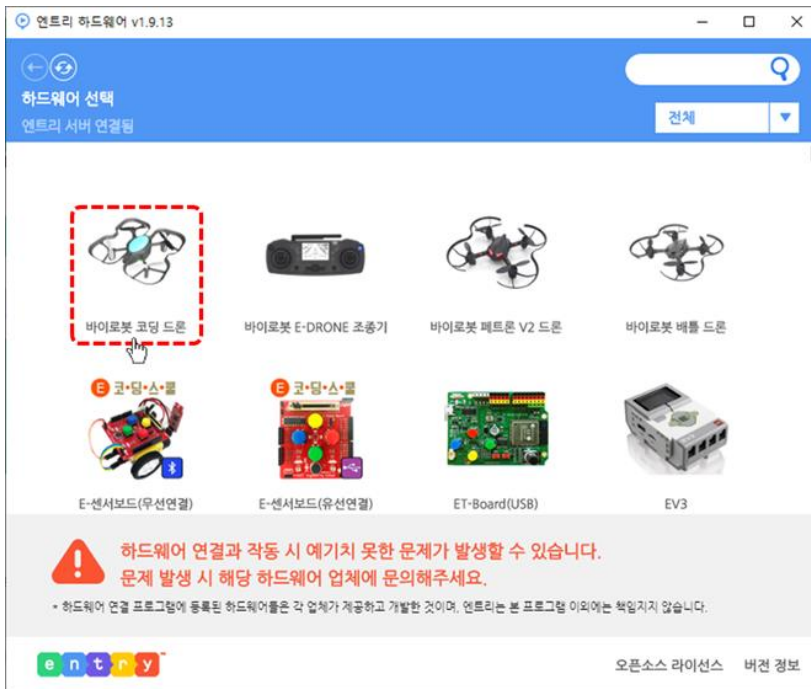 엔트리 하드웨어 v1.9.13
하드웨어 선택
엔트리 서버 연결됨
전체
바이로봇 코딩 드론
바이로봇 E-DRONE 조종기
바이로봇 페트론 V2 드론
바이로봇 배틀 드론
E 코·딩·스·쿨
E 코·딩·스·쿨
E-센서보드(무선연결)
E-센서보드(유선연결)
ET-Board(USB)
EV3
하드웨어 연결과 작동 시 예기치 못한 문제가 발생할 수 있습니다.
문제 발생 시 해당 하드웨어 업체에 문의해주세요.
* 하드웨어 연결 프로그램에 등록된 하드웨어들은 각 업체가 제공하고 개발한 것이며, 엔트리는 본 프로그램 이외에는 책임지지 않습니다.
entry
오픈소스 라이선스
버전 정보